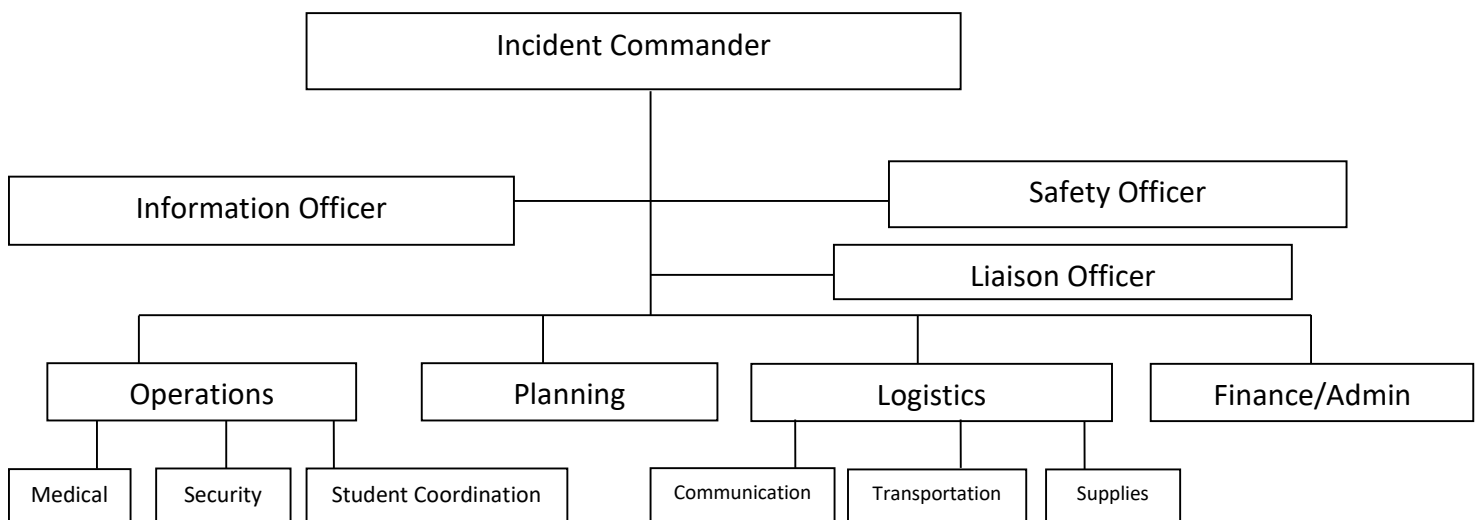 Incident Commander
Information Officer
Safety Officer
Liaison Officer
Operations
Planning
Logistics
Finance/Admin
Medical
Security
Student Coordination
Communication
Transportation
Supplies